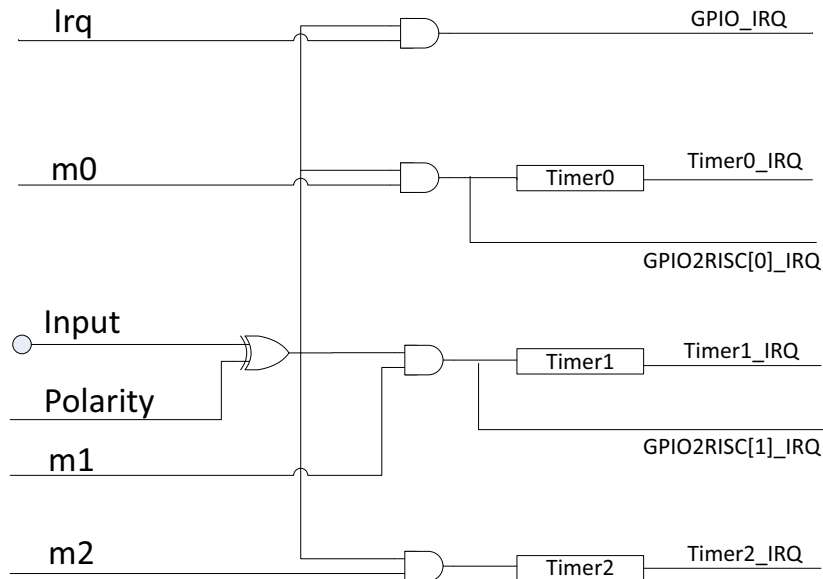 Irq
GPIO_IRQ
m0
Timer0
Timer0_IRQ
GPIO2RISC[0]_IRQ
Input
Timer1
Timer1_IRQ
Polarity
GPIO2RISC[1]_IRQ
m1
m2
Timer2
Timer2_IRQ